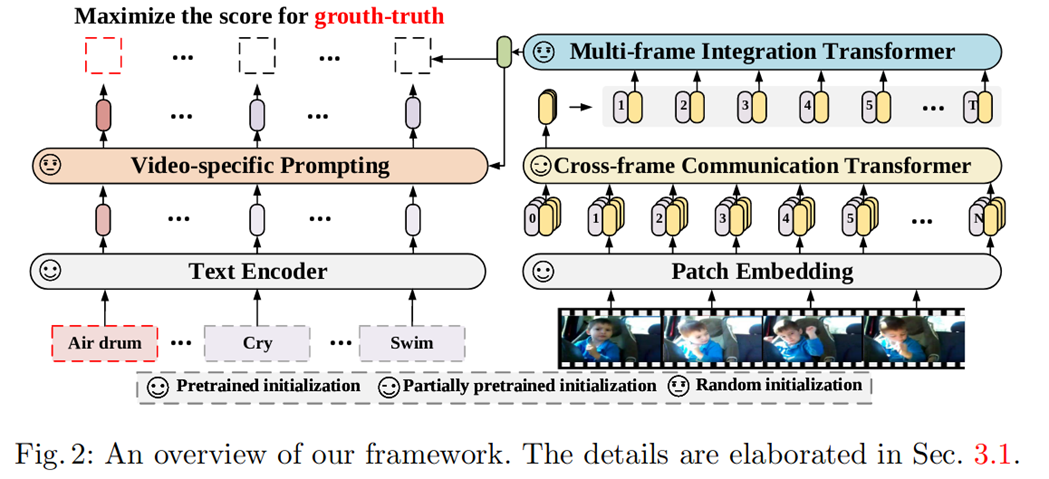 Maximize the score for grouth-truth
... ... Multi-frame Integration Transformer
... ... 1 2 3 4 5 ... T
Video-specific Prompting Cross-frame Communication Transformer
... ... 0 1 2 3 4 5 ... N
Text Encoder Patch Embedding
Air drum ... Cry ... Swim
Pretrained initialization Partially pretrained initialization Random initialization
Fig. 2: An overview of our framework. The details are elaborated in Sec. 3.1.